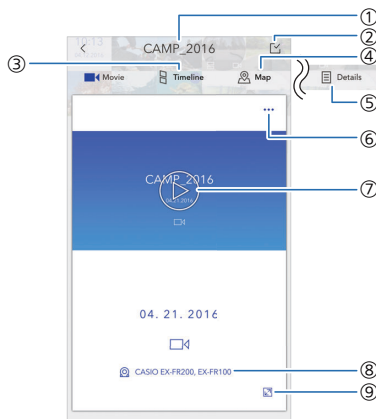 ①
②
CAMP_2016
③
④
Movie
Timeline
Map
Details
⑤
⑥
CAMP_2016
⑦
04.21.2016
04. 21. 2016
CASIO EX-FR200, EX-FR100
⑧
⑨